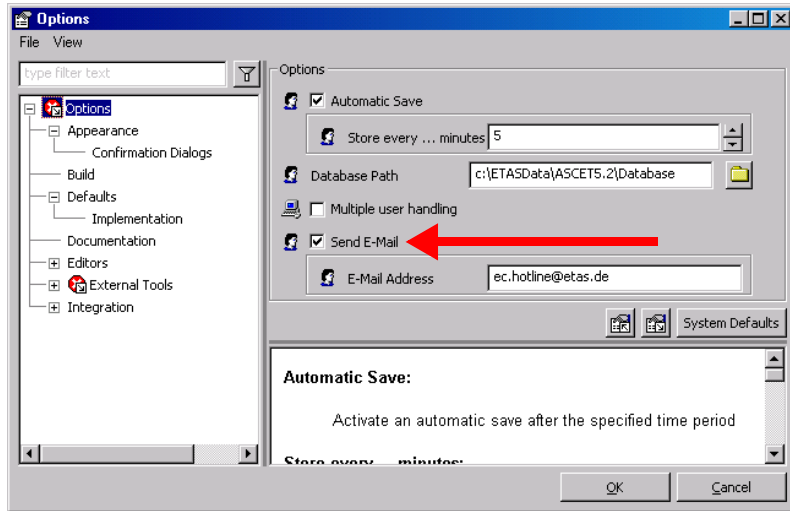 Options
File View
type filter text
Options
Appearance
Confirmation Dialogs
Build
Defaults
Implementation
Documentation
Editors
External Tools
Integration
Options
Automatic Save
Store every ... minutes 5
Database Path c:\ETASData\ASCET5.2\Database
Multiple user handling
Send E-Mail
E-Mail Address ec.hotline@etas.de
System Defaults
Automatic Save:
Activate an automatic save after the specified time period
Store every ... minutes:
OK Cancel